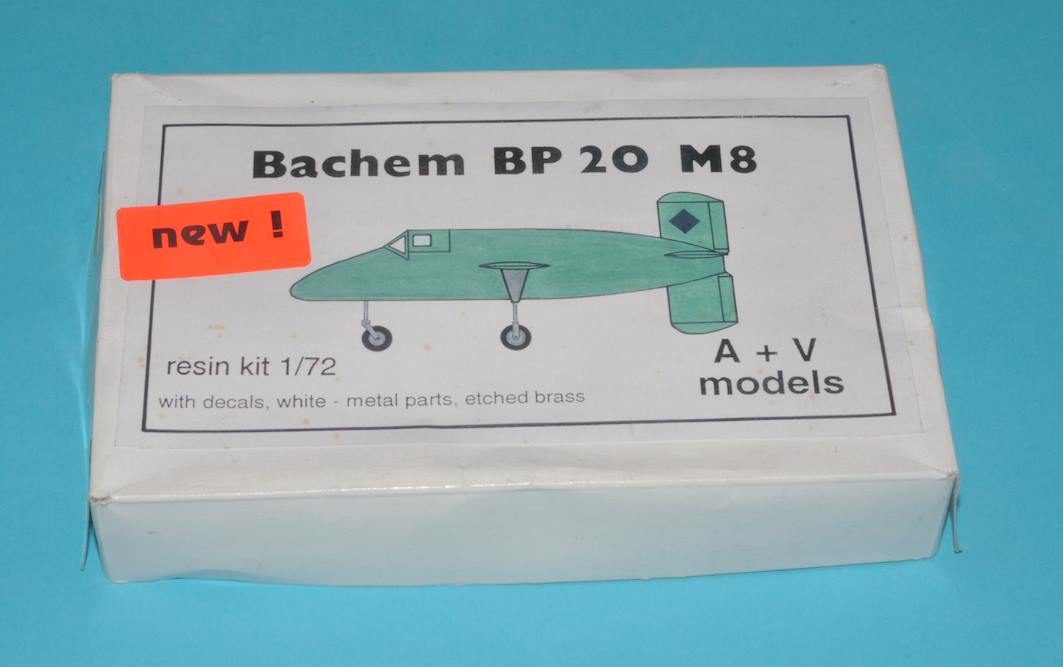 Bachem BP 20 M8
new !
resin kit 1/72
with decals, white - metal parts, etched brass
A + V
models